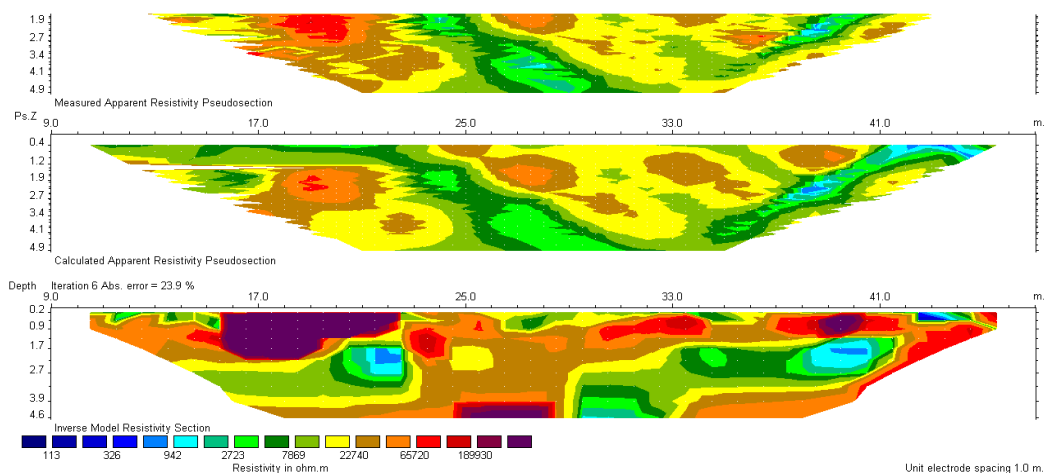 1.9
2.7
3.4
4.1
4.9
Measured Apparent Resistivity Pseudosection
Ps.Z 9.0 17.0 25.0 33.0 41.0 m.
0.4
1.2
1.9
2.7
3.4
4.1
4.9
Calculated Apparent Resistivity Pseudosection
Depth Iteration 6 Abs. error = 23.9 %
9.0 17.0 25.0 33.0 41.0 m.
0.2
0.9
1.7
2.7
3.9
4.6
Inverse Model Resistivity Section
113 326 942 2723 7869 22740 65720 189930
Resistivity in ohm.m Unit electrode spacing 1.0 m.